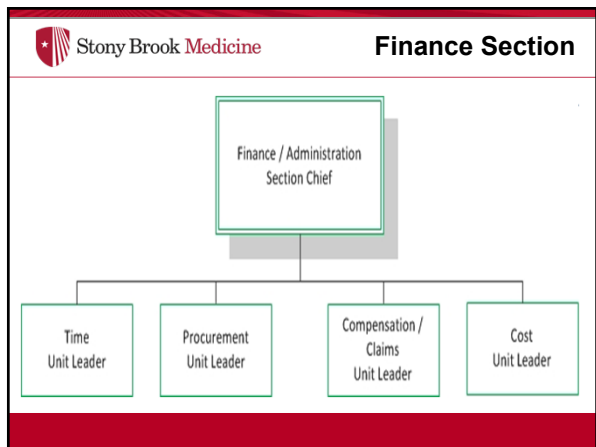 Stony Brook Medicine
Finance Section
Finance / Administration
Section Chief
Time
Unit Leader
Procurement
Unit Leader
Compensation /
Claims
Unit Leader
Cost
Unit Leader